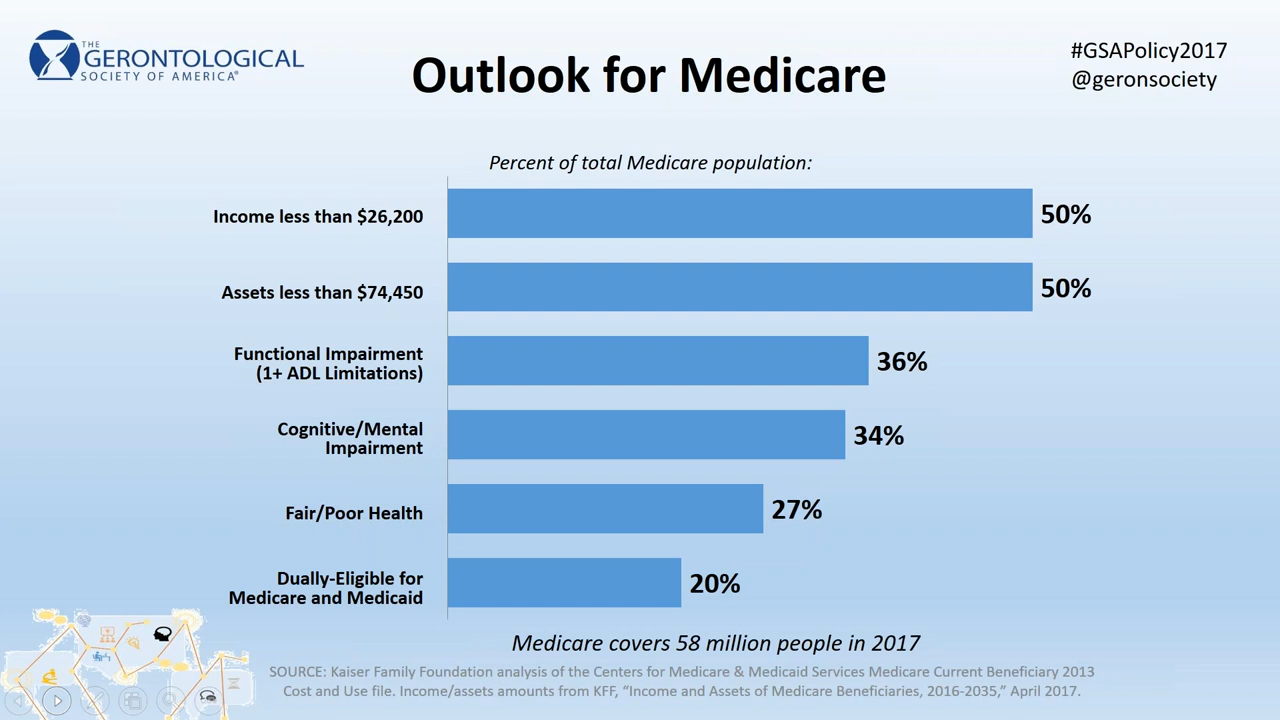 THE
GERONTOLOGICAL
SOCIETY OF AMERICA®
Outlook for Medicare
#GSAPolicy2017
@geronsociety
Percent of total Medicare population:
Income less than $26,200
50%
Assets less than $74,450
50%
Functional Impairment
(1+ ADL Limitations)
36%
Cognitive/Mental
Impairment
34%
Fair/Poor Health
27%
Dually-Eligible for
Medicare and Medicaid
20%
Medicare covers 58 million people in 2017
SOURCE: Kaiser Family Foundation analysis of the Centers for Medicare & Medicaid Services Medicare Current Beneficiary 2013
Cost and Use file. Income/assets amounts from KFF, “Income and Assets of Medicare Beneficiaries, 2016-2035,” April 2017.